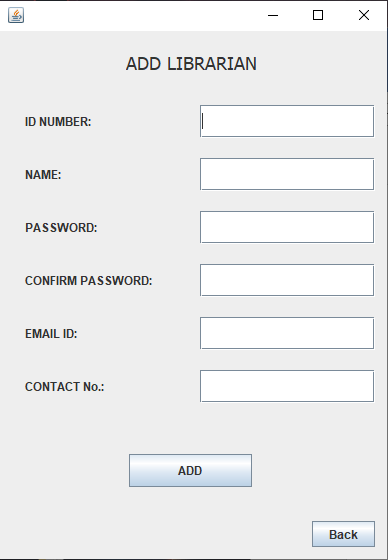 ADD LIBRARIAN
ID NUMBER:
NAME:
PASSWORD:
CONFIRM PASSWORD:
EMAIL ID:
CONTACT No.:
ADD
Back